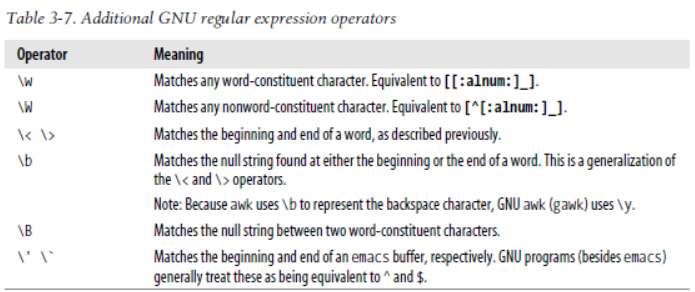 Table 3-7. Additional GNU regular expression operators
Operator Meaning
\w Matches any word-constituent character. Equivalent to [[:alnum:]_].
\W Matches any nonword-constituent character. Equivalent to [^[:alnum:]_].
\< \> Matches the beginning and end of a word, as described previously.
\b Matches the null string found at either the beginning or the end of a word. This is a generalization of
the \< and \> operators.
Note: Because awk uses \b to represent the backspace character, GNU awk (gawk) uses \y.
\B Matches the null string between two word-constituent characters.
\' \` Matches the beginning and end of an emacs buffer, respectively. GNU programs (besides emacs)
generally treat these as being equivalent to ^ and $.